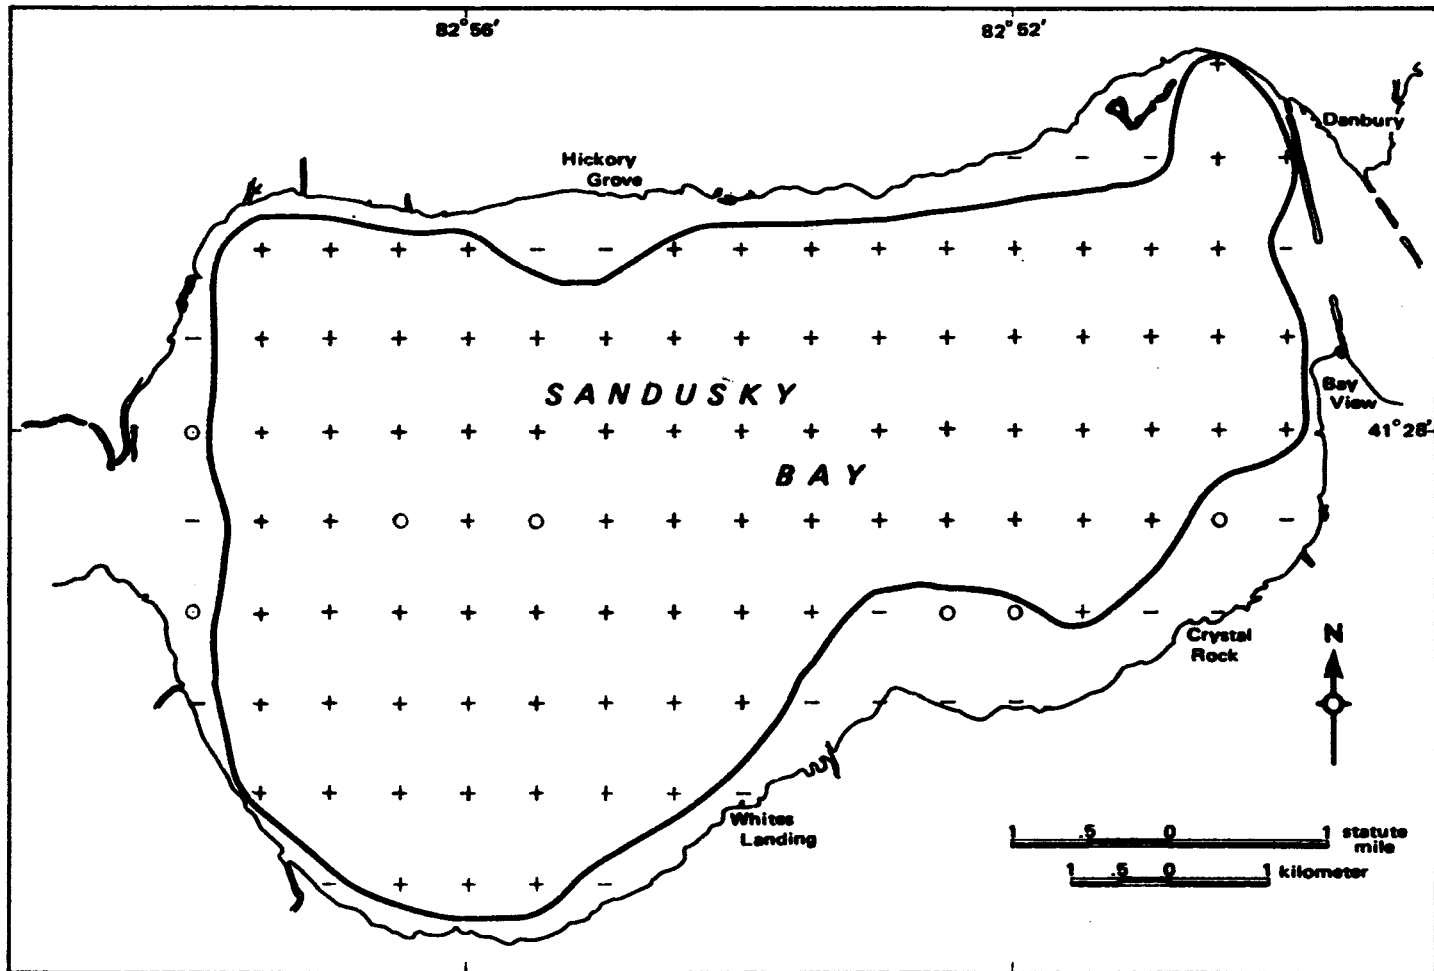 82°56'
82°52'
Danbury
Hickory
Grove
SANDUSKY
Bay
View
41°28'
BAY
Crystal
Rock
N
Whites
Landing
1 .5 0 1 statute
mile
1 .5 0 1 kilometer